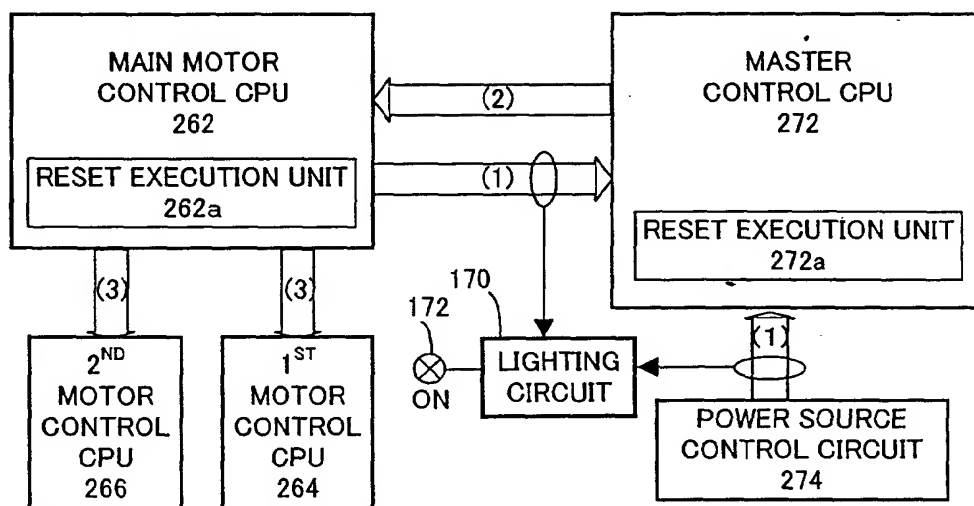 MAIN MOTOR
CONTROL CPU
262
RESET EXECUTION UNIT
262a
(2)
(1)
MASTER
CONTROL CPU
272
RESET EXECUTION UNIT
272a
(3)
(3)
2ND
MOTOR
CONTROL
CPU
266
1ST
MOTOR
CONTROL
CPU
264
172
ON
170
LIGHTING
CIRCUIT
(1)
POWER SOURCE
CONTROL CIRCUIT
274